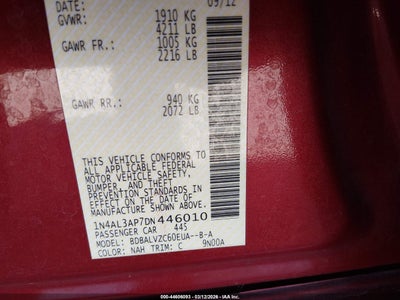 DATE: 09/12
GVWR: 1910 KG
4211 LB
GAWR FR.: 1005 KG
2216 LB
GAWR RR.: 940 KG
2072 LB
THIS VEHICLE CONFORMS TO
ALL APPLICABLE FEDERAL
MOTOR VEHICLE SAFETY,
BUMPER, AND THEFT
PREVENTION STANDARDS IN
EFFECT ON THE DATE OF
MANUFACTURE SHOWN ABOVE.
1N4AL3AP7DN446010
PASSENGER CAR 445
MODEL: BDBALVZC60EUA--B-A
COLOR: NAH TRIM: C 9N00A
© - 44608093 - 03/12/2026 - IAA Inc.